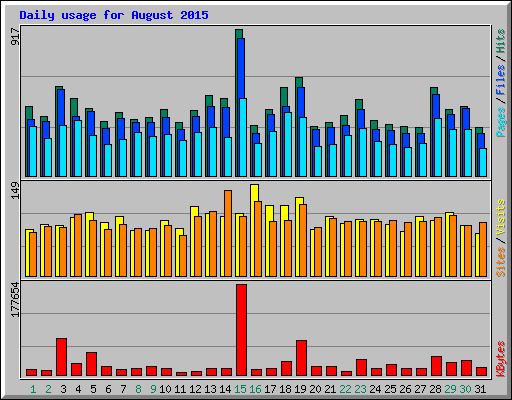 Daily usage for August 2015
917
Pages / Files / Hits
149
Sites / Visits
177654
KBytes
1 2 3 4 5 6 7 8 9 10 11 12 13 14 15 16 17 18 19 20 21 22 23 24 25 26 27 28 29 30 31